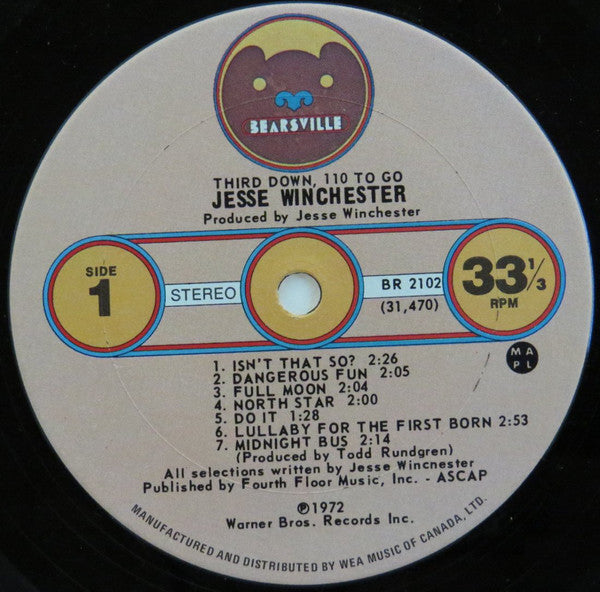 BEARSVILLE
THIRD DOWN, 110 TO GO
JESSE WINCHESTER
Produced by Jesse Winchester
SIDE
1
STEREO
BR 2102
(31,470)
33 1/3
RPM
M A
P L
1. ISN'T THAT SO? 2:26
2. DANGEROUS FUN 2:05
3. FULL MOON 2:04
4. NORTH STAR 2:00
5. DO IT 1:28
6. LULLABY FOR THE FIRST BORN 2:53
7. MIDNIGHT BUS 2:14
(Produced by Todd Rundgren)
All selections written by Jesse Wincnester
Published by Fourth Floor Music, Inc. - ASCAP
℗1972
Warner Bros. Records Inc.
MANUFACTURED AND DISTRIBUTED BY WEA MUSIC OF CANADA, LTD.